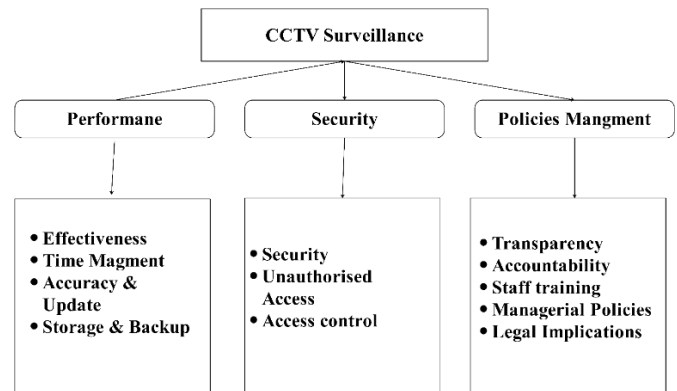 CCTV Surveillance
Performane
Security
Policies Mangment
• Effectiveness
• Time Magment
• Accuracy &
Update
• Storage & Backup
• Security
• Unauthorised
Access
• Access control
• Transparency
• Accountability
• Staff training
• Managerial Policies
• Legal Implications